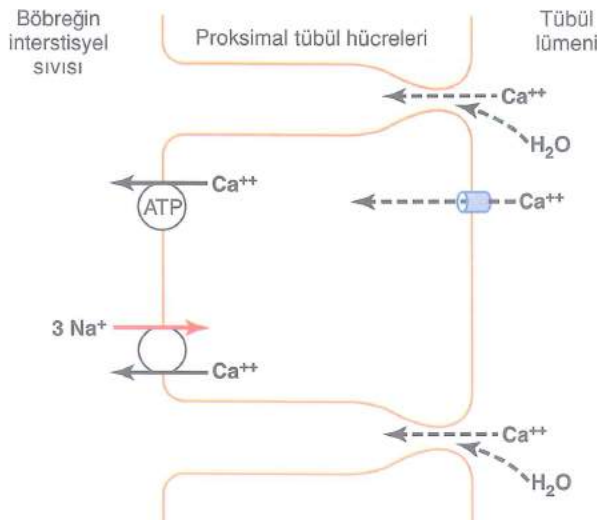 Böbreğin
interstisyel
sıvısı
Proksimal tübül hücreleri
Tübül
lümeni
Ca++
H2O
Ca++
ATP
Ca++
3 Na+
Ca++
Ca++
H2O